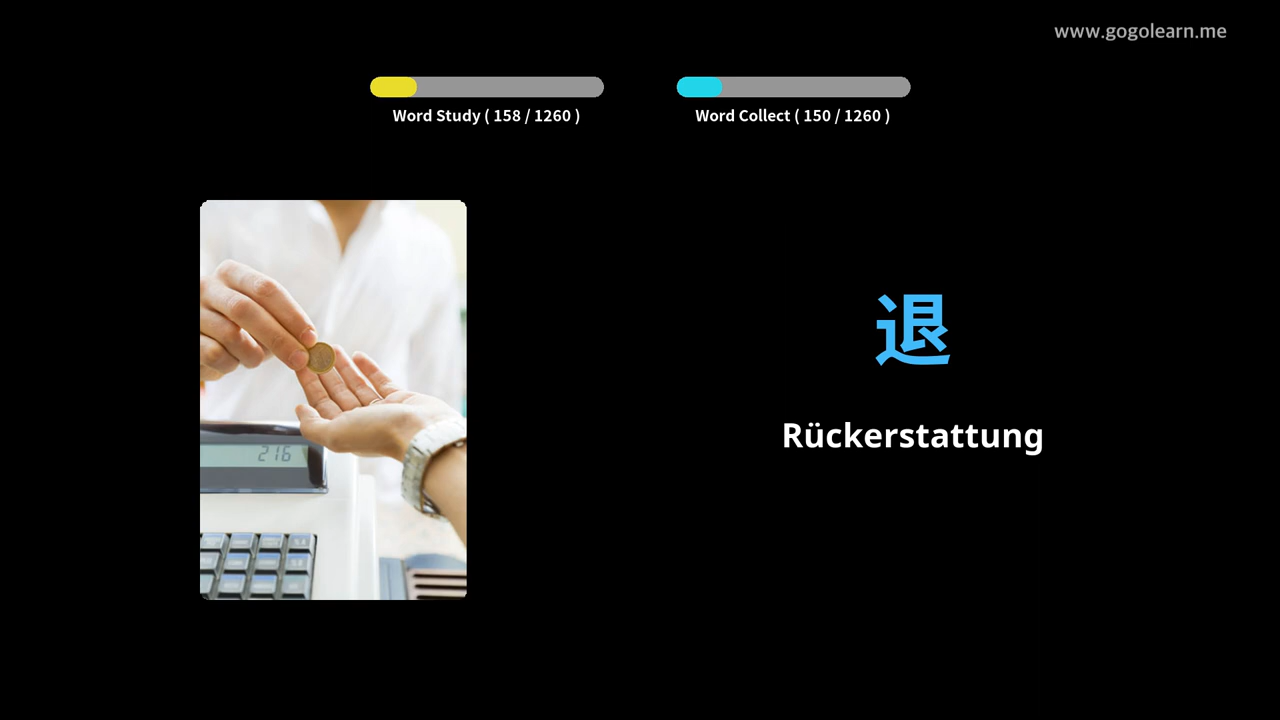 www.gogolearn.me
Word Study ( 158 / 1260 )
Word Collect ( 150 / 1260 )
退
Rückerstattung
216